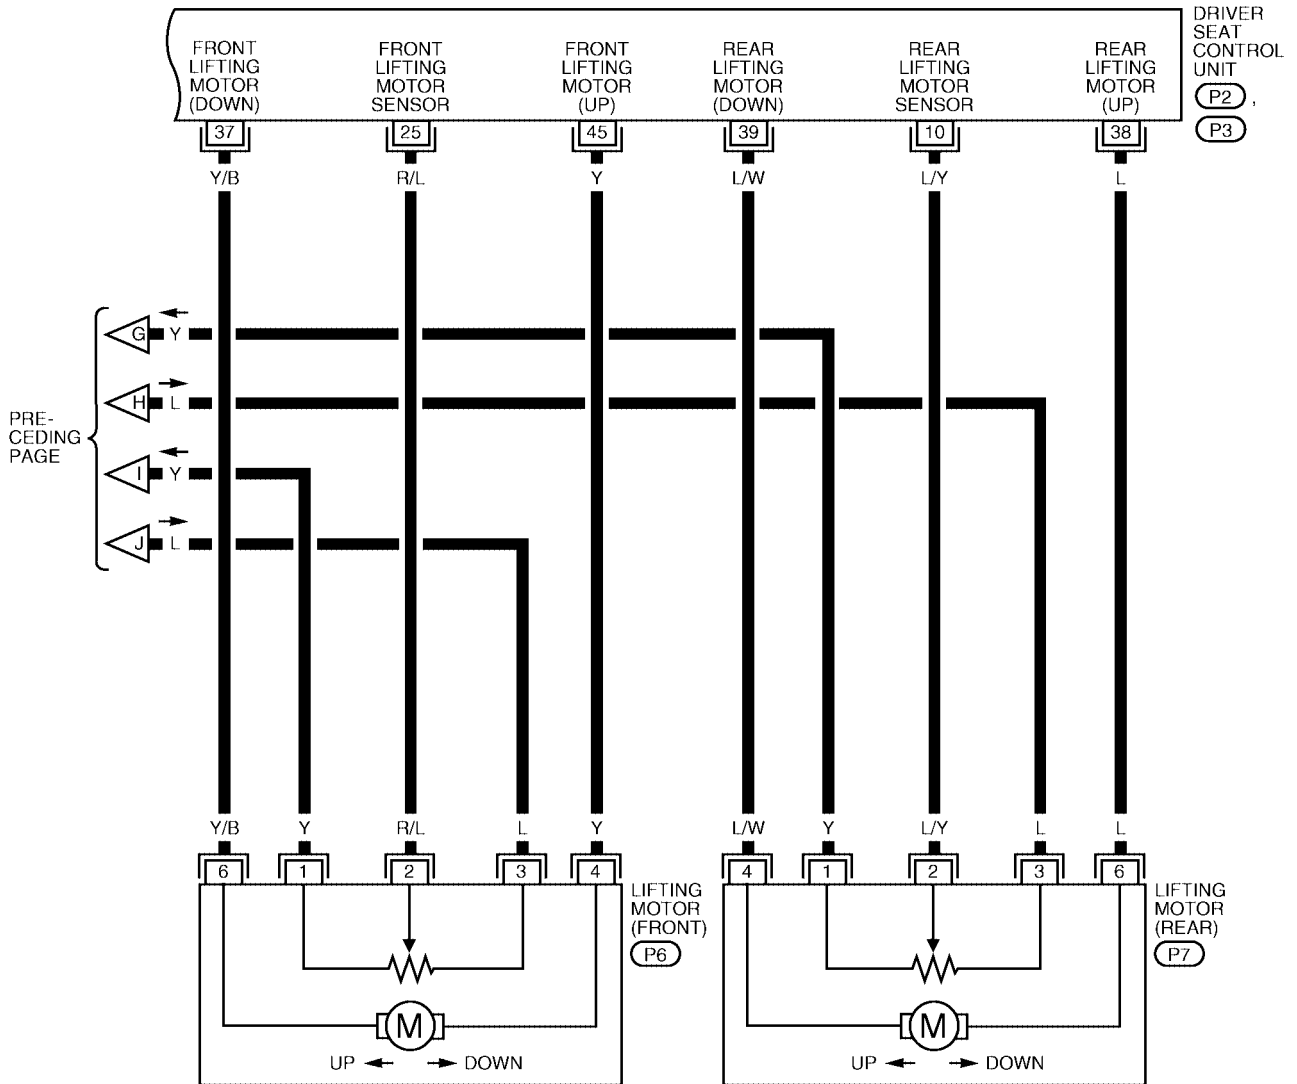 DRIVER
SEAT
CONTROL
UNIT
P2 ,
P3
FRONT
LIFTING
MOTOR
(DOWN)
FRONT
LIFTING
MOTOR
SENSOR
FRONT
LIFTING
MOTOR
(UP)
REAR
LIFTING
MOTOR
(DOWN)
REAR
LIFTING
MOTOR
SENSOR
REAR
LIFTING
MOTOR
(UP)
37 25 45 39 10 38
Y/B R/L Y L/W L/Y L
PRE-
CEDING
PAGE
G Y
H L
I Y
J L
Y/B Y R/L L Y L/W Y L/Y L L
6 1 2 3 4 4 1 2 3 6
LIFTING
MOTOR
(FRONT)
P6
M
UP DOWN
LIFTING
MOTOR
(REAR)
P7
M
UP DOWN